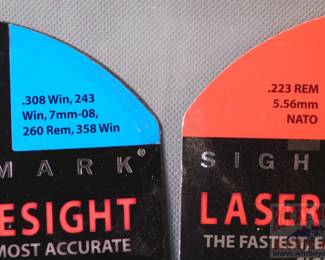 .308 Win, 243
Win, 7mm-08,
260 Rem, 358 Win
MARK®
ESIGHT
MOST ACCURATE
.223 REM
5.56mm
NATO
SIGH
LASER
THE FASTEST, E